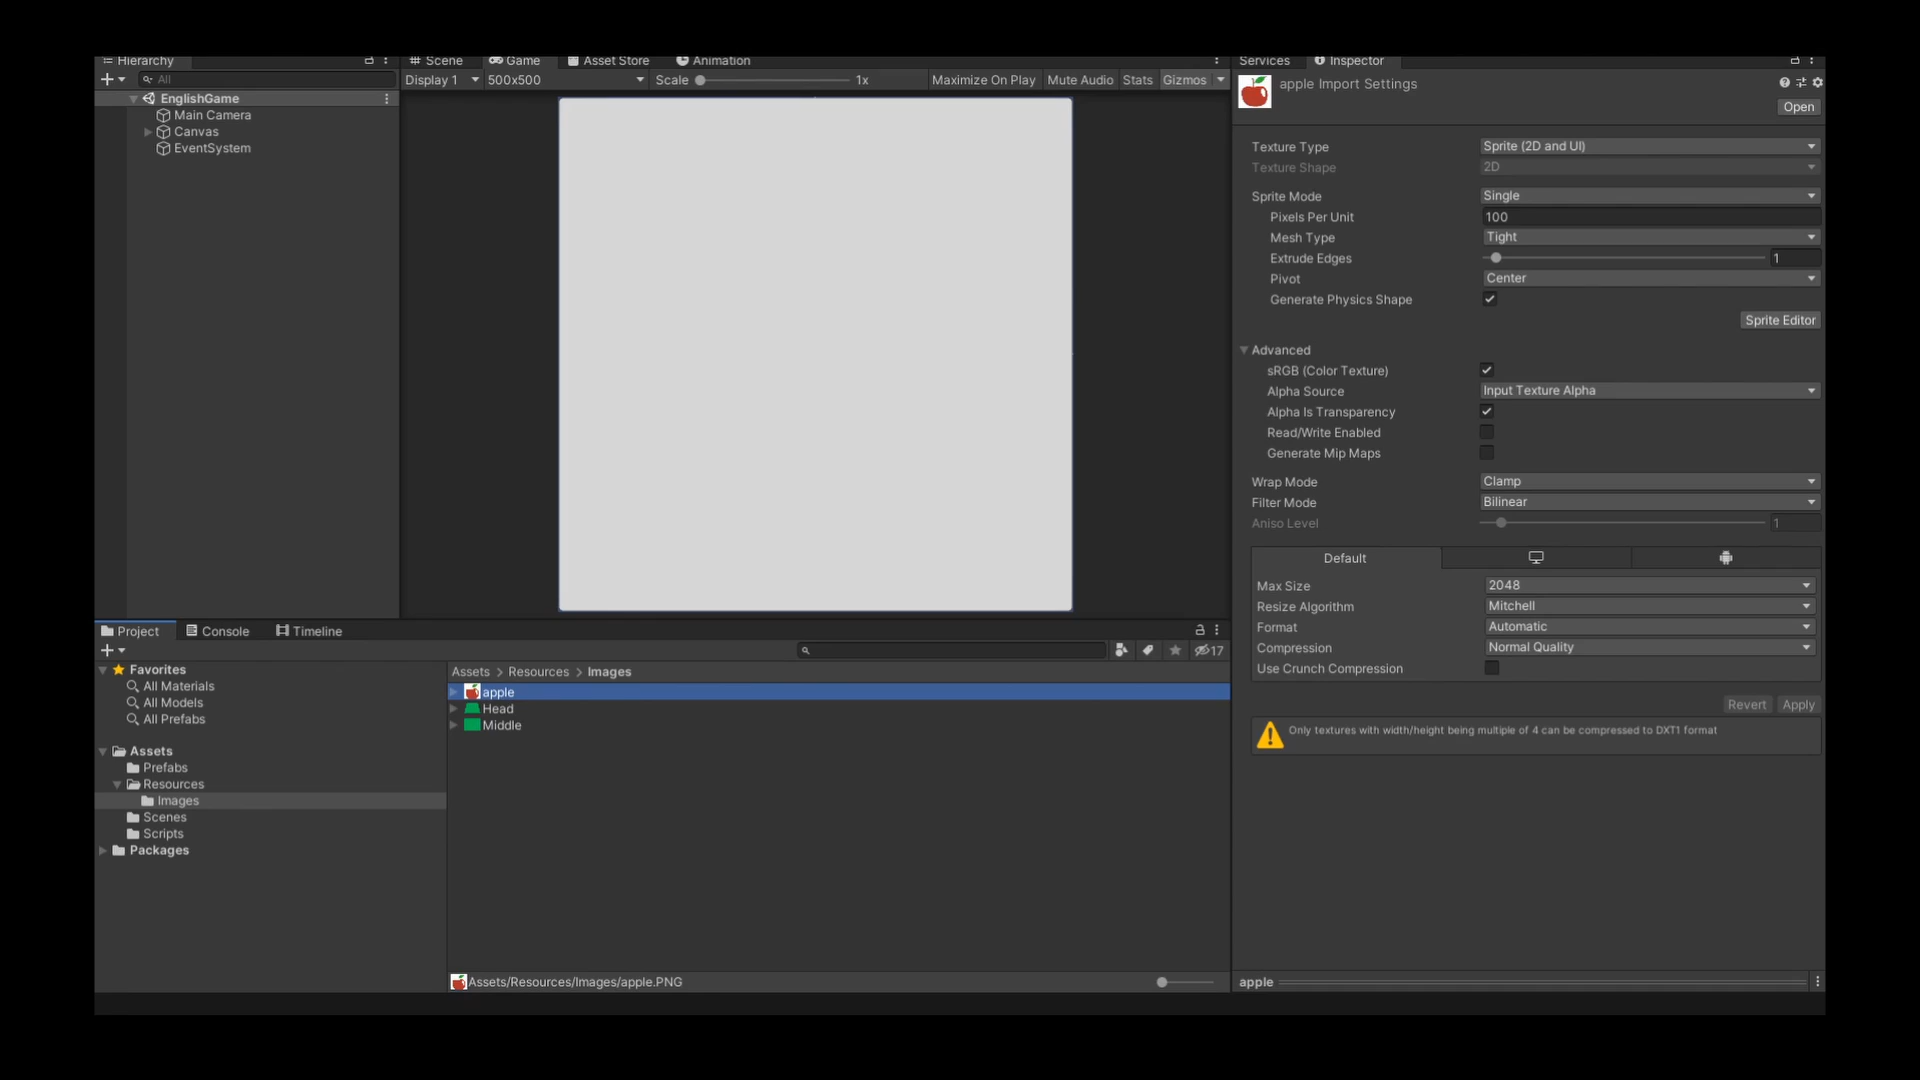 Hierarchy
All
EnglishGame
Main Camera
Canvas
EventSystem
Scene
Game
Asset Store
Animation
Display 1
500x500
Scale
1x
Maximize On Play
Mute Audio
Stats
Gizmos
Services
Inspector
apple Import Settings
Open
Texture Type
Sprite (2D and UI)
Texture Shape
2D
Sprite Mode
Single
Pixels Per Unit
100
Mesh Type
Tight
Extrude Edges
1
Pivot
Center
Generate Physics Shape
Sprite Editor
Advanced
sRGB (Color Texture)
Alpha Source
Input Texture Alpha
Alpha Is Transparency
Read/Write Enabled
Generate Mip Maps
Wrap Mode
Clamp
Filter Mode
Bilinear
Aniso Level
1
Default
Max Size
2048
Resize Algorithm
Mitchell
Format
Automatic
Compression
Normal Quality
Use Crunch Compression
Revert
Apply
Only textures with width/height being multiple of 4 can be compressed to DXT1 format
apple
Project
Console
Timeline
17
Favorites
All Materials
All Models
All Prefabs
Assets
Prefabs
Resources
Images
Scenes
Scripts
Packages
Assets > Resources > Images
apple
Head
Middle
Assets/Resources/Images/apple.PNG